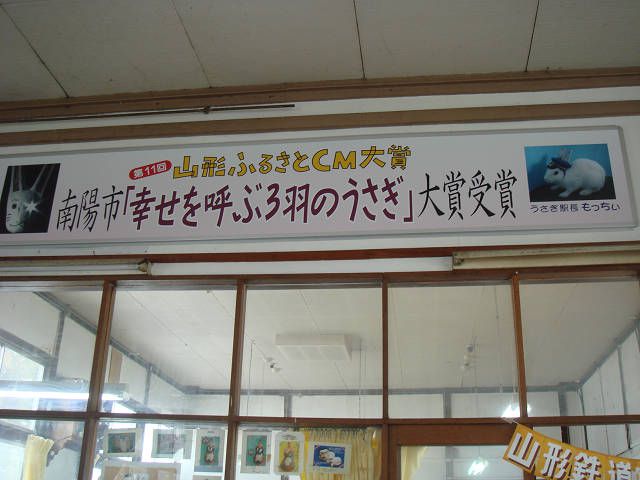 第11回 山形ふるさとCM大賞
南陽市「幸せを呼ぶ3羽のうさぎ」大賞受賞
うさぎ駅長 もっちぃ
山形鉄道